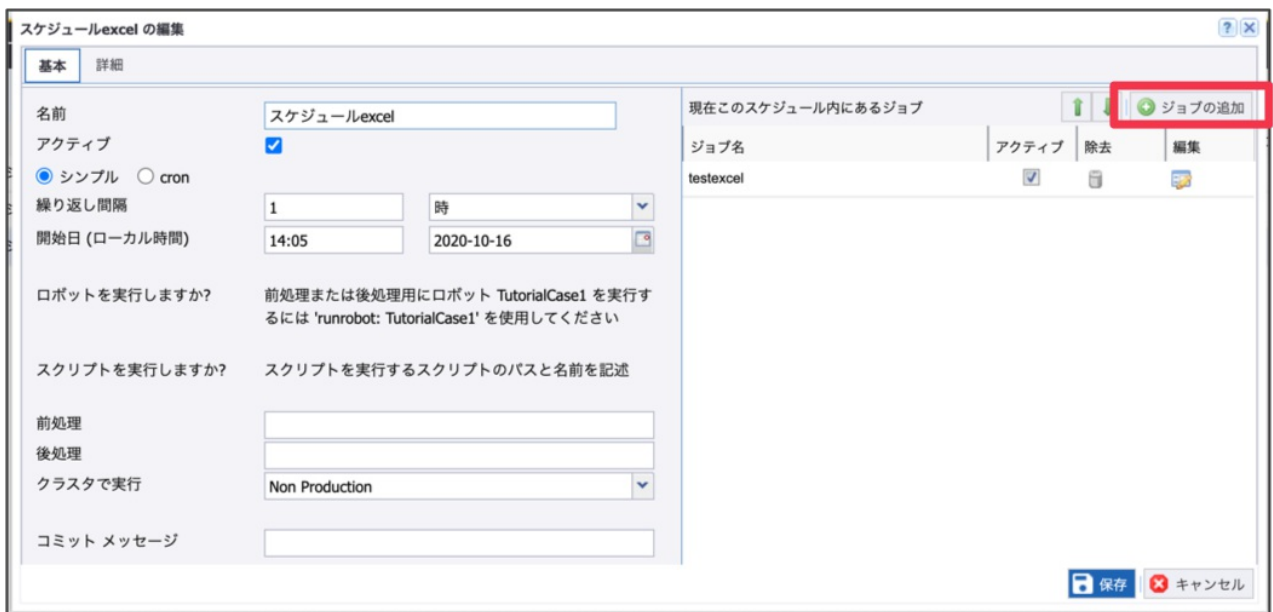 スケジュールexcel の編集
基本 詳細
名前 スケジュールexcel
アクティブ
シンプル cron
繰り返し間隔 1 時
開始日 (ローカル時間) 14:05 2020-10-16
ロボットを実行しますか? 前処理または後処理用にロボット TutorialCase1 を実行す
るには 'runrobot: TutorialCase1' を使用してください
スクリプトを実行しますか? スクリプトを実行するスクリプトのパスと名前を記述
前処理
後処理
クラスタで実行 Non Production
コミット メッセージ
現在このスケジュール内にあるジョブ ジョブの追加
ジョブ名 アクティブ 除去 編集
testexcel
保存 キャンセル